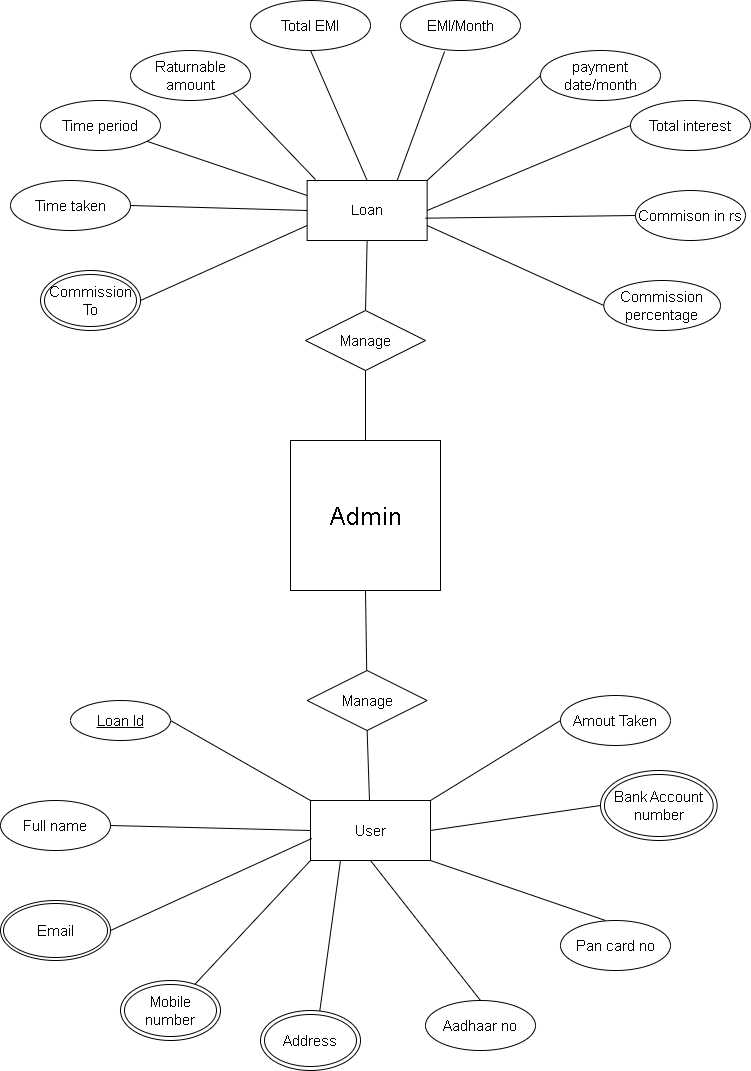 Total EMI
EMI/Month
Raturnable
amount
payment
date/month
Time period
Total interest
Time taken
Loan
Commison in rs
Commission
To
Commission
percentage
Manage
Admin
Manage
Loan Id
Amout Taken
Bank Account
number
Full name
User
Email
Pan card no
Mobile
number
Address
Aadhaar no